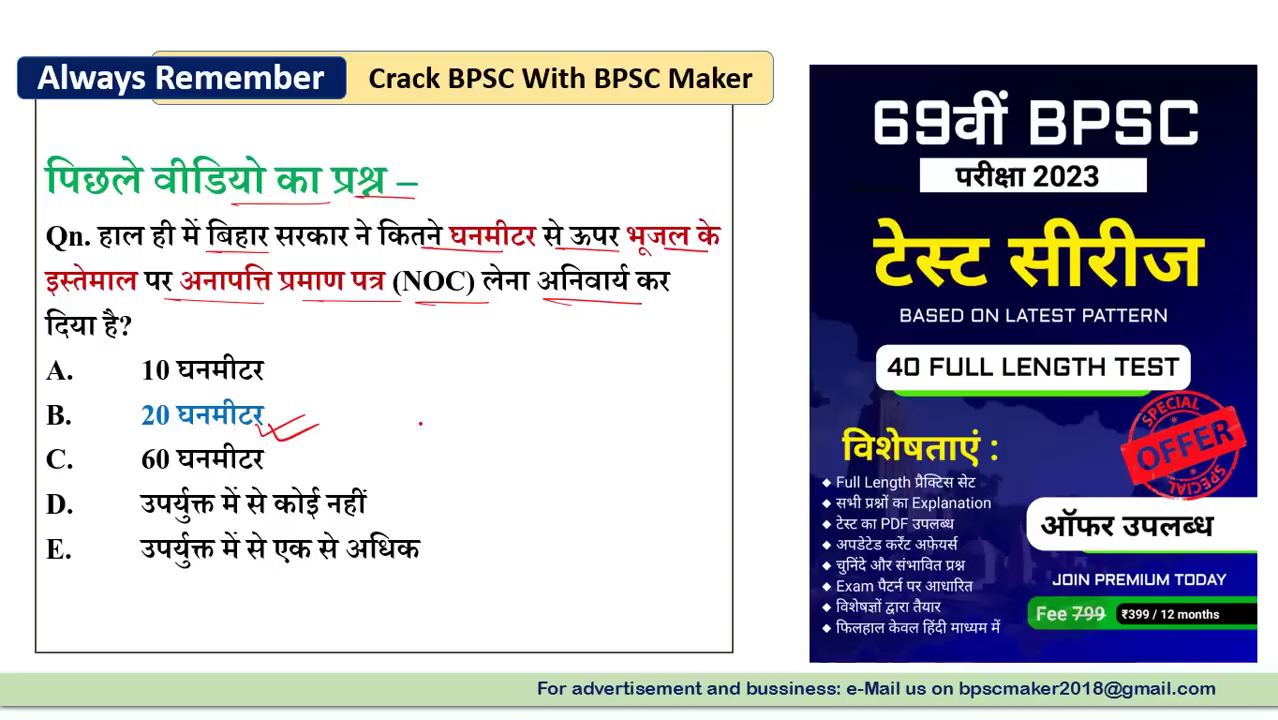 Always Remember
Crack BPSC With BPSC Maker
पिछले वीडियो का प्रश्न –
Qn. हाल ही में बिहार सरकार ने कितने घनमीटर से ऊपर भूजल के
इस्तेमाल पर अनापत्ति प्रमाण पत्र (NOC) लेना अनिवार्य कर
दिया है?
A. 10 घनमीटर
B. 20 घनमीटर
C. 60 घनमीटर
D. उपर्युक्त में से कोई नहीं
E. उपर्युक्त में से एक से अधिक
69वीं BPSC
परीक्षा 2023
टेस्ट सीरीज
BASED ON LATEST PATTERN
40 FULL LENGTH TEST
SPECIAL
OFFER
SPECIAL
विशेषताएं :
◆ Full Length प्रैक्टिस सेट
◆ सभी प्रश्नों का Explanation
◆ टेस्ट का PDF उपलब्ध
◆ अपडेटेड करेंट अफेयर्स
◆ चुनिंदे और संभावित प्रश्न
◆ Exam पैटर्न पर आधारित
◆ विशेषज्ञों द्वारा तैयार
◆ फिलहाल केवल हिंदी माध्यम में
ऑफर उपलब्ध
JOIN PREMIUM TODAY
Fee 799 ₹399 / 12 months
For advertisement and bussiness: e-Mail us on bpscmaker2018@gmail.com